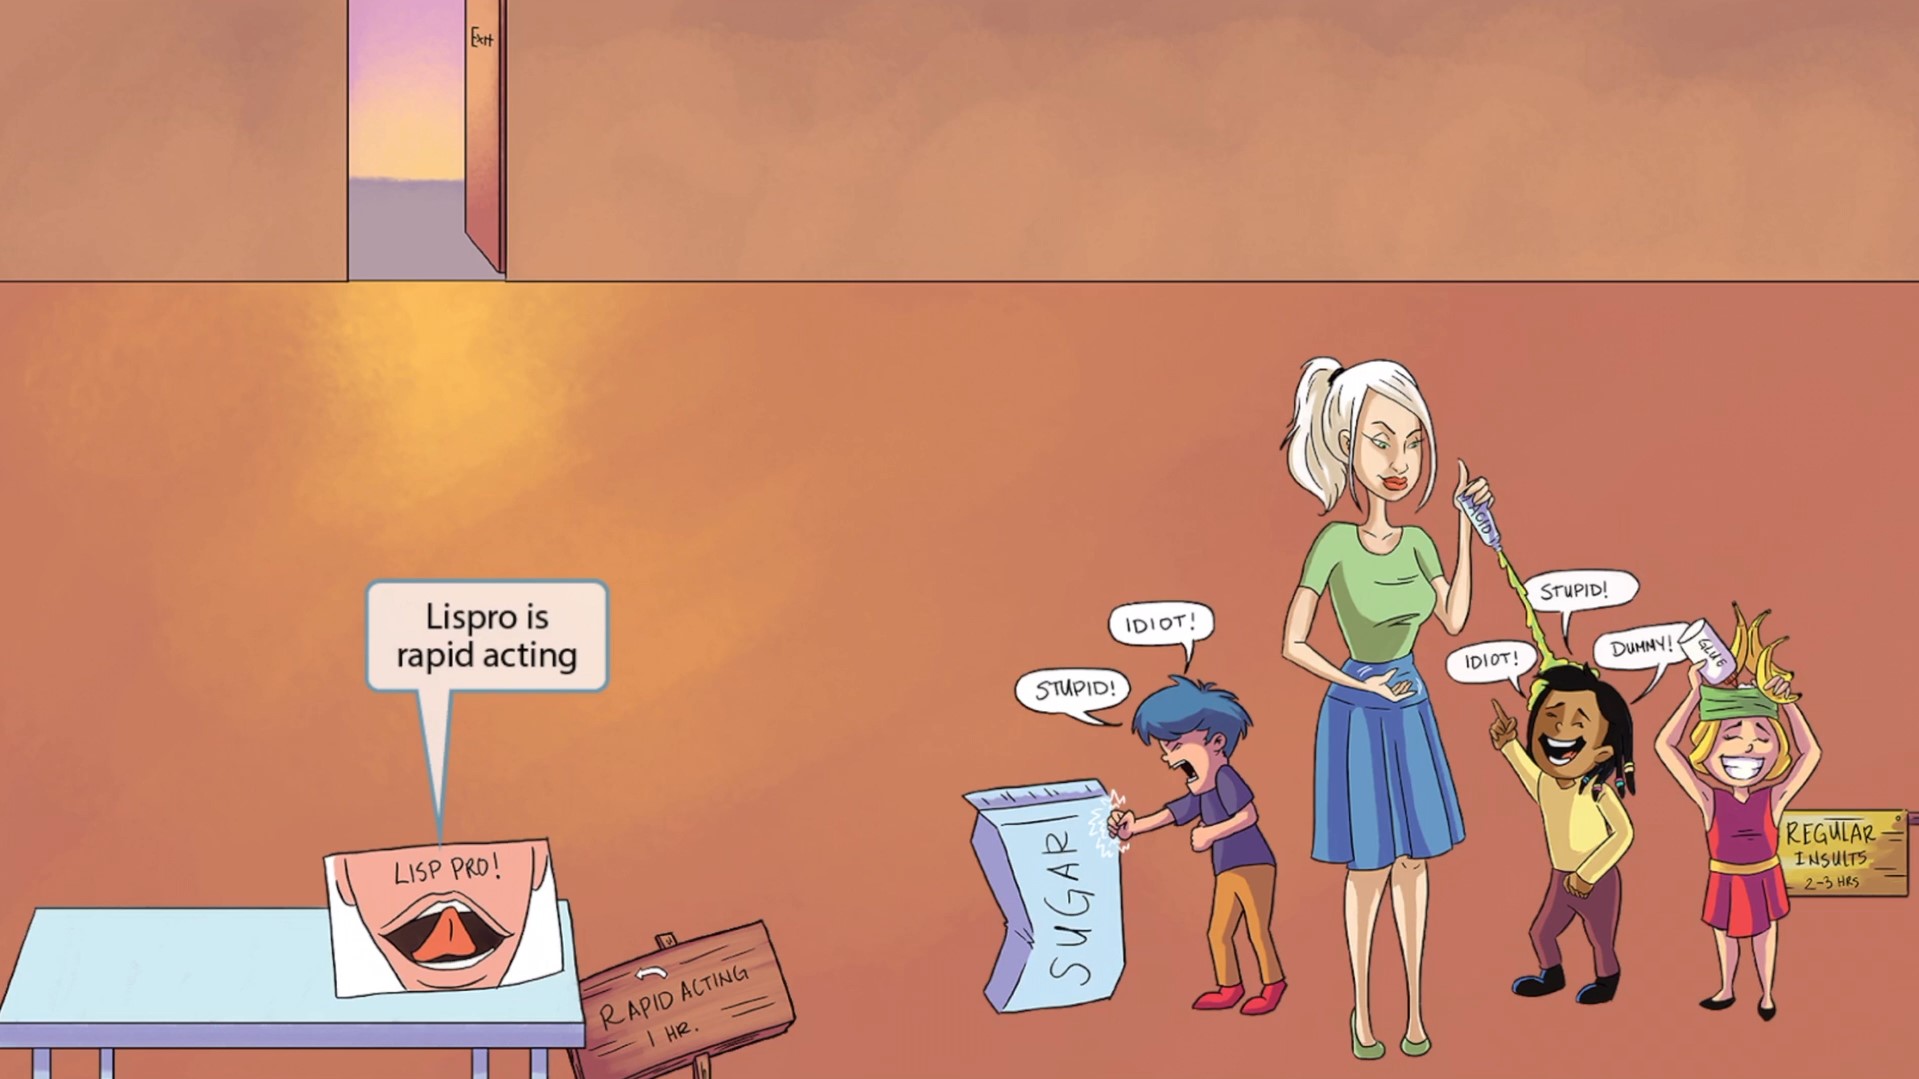 Exit
Lispro is
rapid acting
LISP PRO!
RAPID ACTING
1 HR.
STUPID!
IDIOT!
SUGAR
ACID
STUPID!
IDIOT!
DUMMY!
GLUE
REGULAR
INSULTS
2-3 HRS